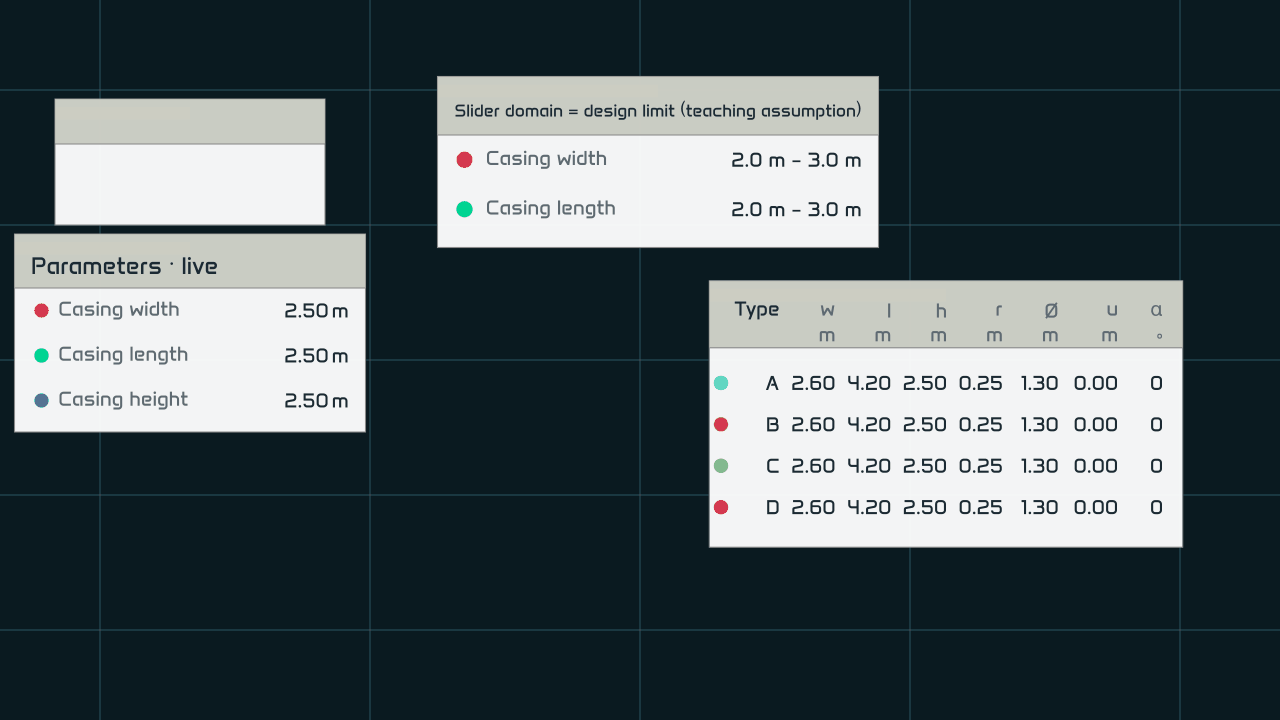 Slider domain = design limit (teaching assumption)
Casing width 2.0 m – 3.0 m
Casing length 2.0 m – 3.0 m
Parameters · live
Casing width 2.50 m
Casing length 2.50 m
Casing height 2.50 m
Type w l h r Ø u α
m m m m m m °
A 2.60 4.20 2.50 0.25 1.30 0.00 0
B 2.60 4.20 2.50 0.25 1.30 0.00 0
C 2.60 4.20 2.50 0.25 1.30 0.00 0
D 2.60 4.20 2.50 0.25 1.30 0.00 0